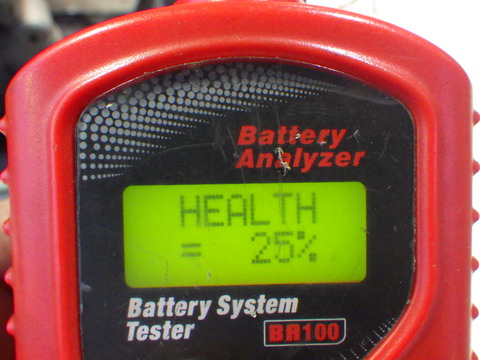 Battery
Analyzer
HEALTH
= 25%
Battery System
Tester
BR100